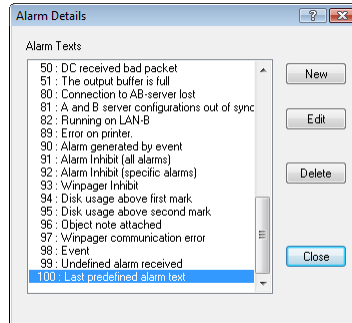 Alarm Details
Alarm Texts
50 : DC received bad packet
51 : The output buffer is full
80 : Connection to AB-server lost
81 : A and B server configurations out of sync
82 : Running on LAN-B
89 : Error on printer.
90 : Alarm generated by event
91 : Alarm Inhibit (all alarms)
92 : Alarm Inhibit (specific alarms)
93 : Winpager Inhibit
94 : Disk usage above first mark
95 : Disk usage above second mark
96 : Object note attached
97 : Winpager communication error
98 : Event
99 : Undefined alarm received
100 : Last predefined alarm text
New
Edit
Delete
Close